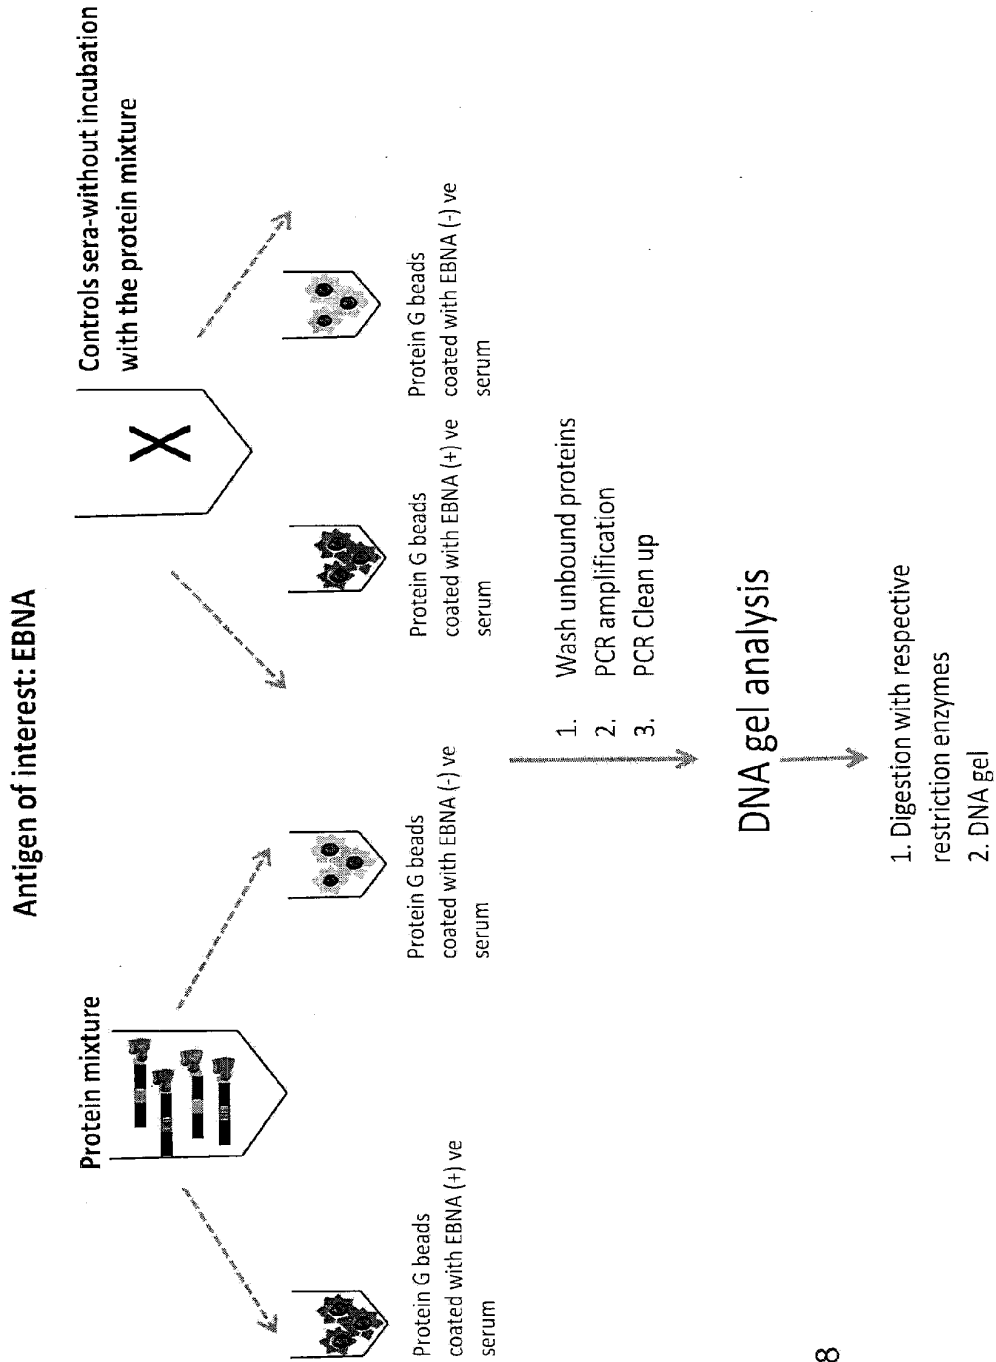 Antigen of interest: EBNA
Protein mixture
Controls sera-without incubation
with the protein mixture
X
Protein G beads
coated with EBNA (+) ve
serum
Protein G beads
coated with EBNA (-) ve
serum
Protein G beads
coated with EBNA (+) ve
serum
Protein G beads
coated with EBNA (-) ve
serum
1. Wash unbound proteins
2. PCR amplification
3. PCR Clean up
DNA gel analysis
1. Digestion with respective
restriction enzymes
2. DNA gel
8